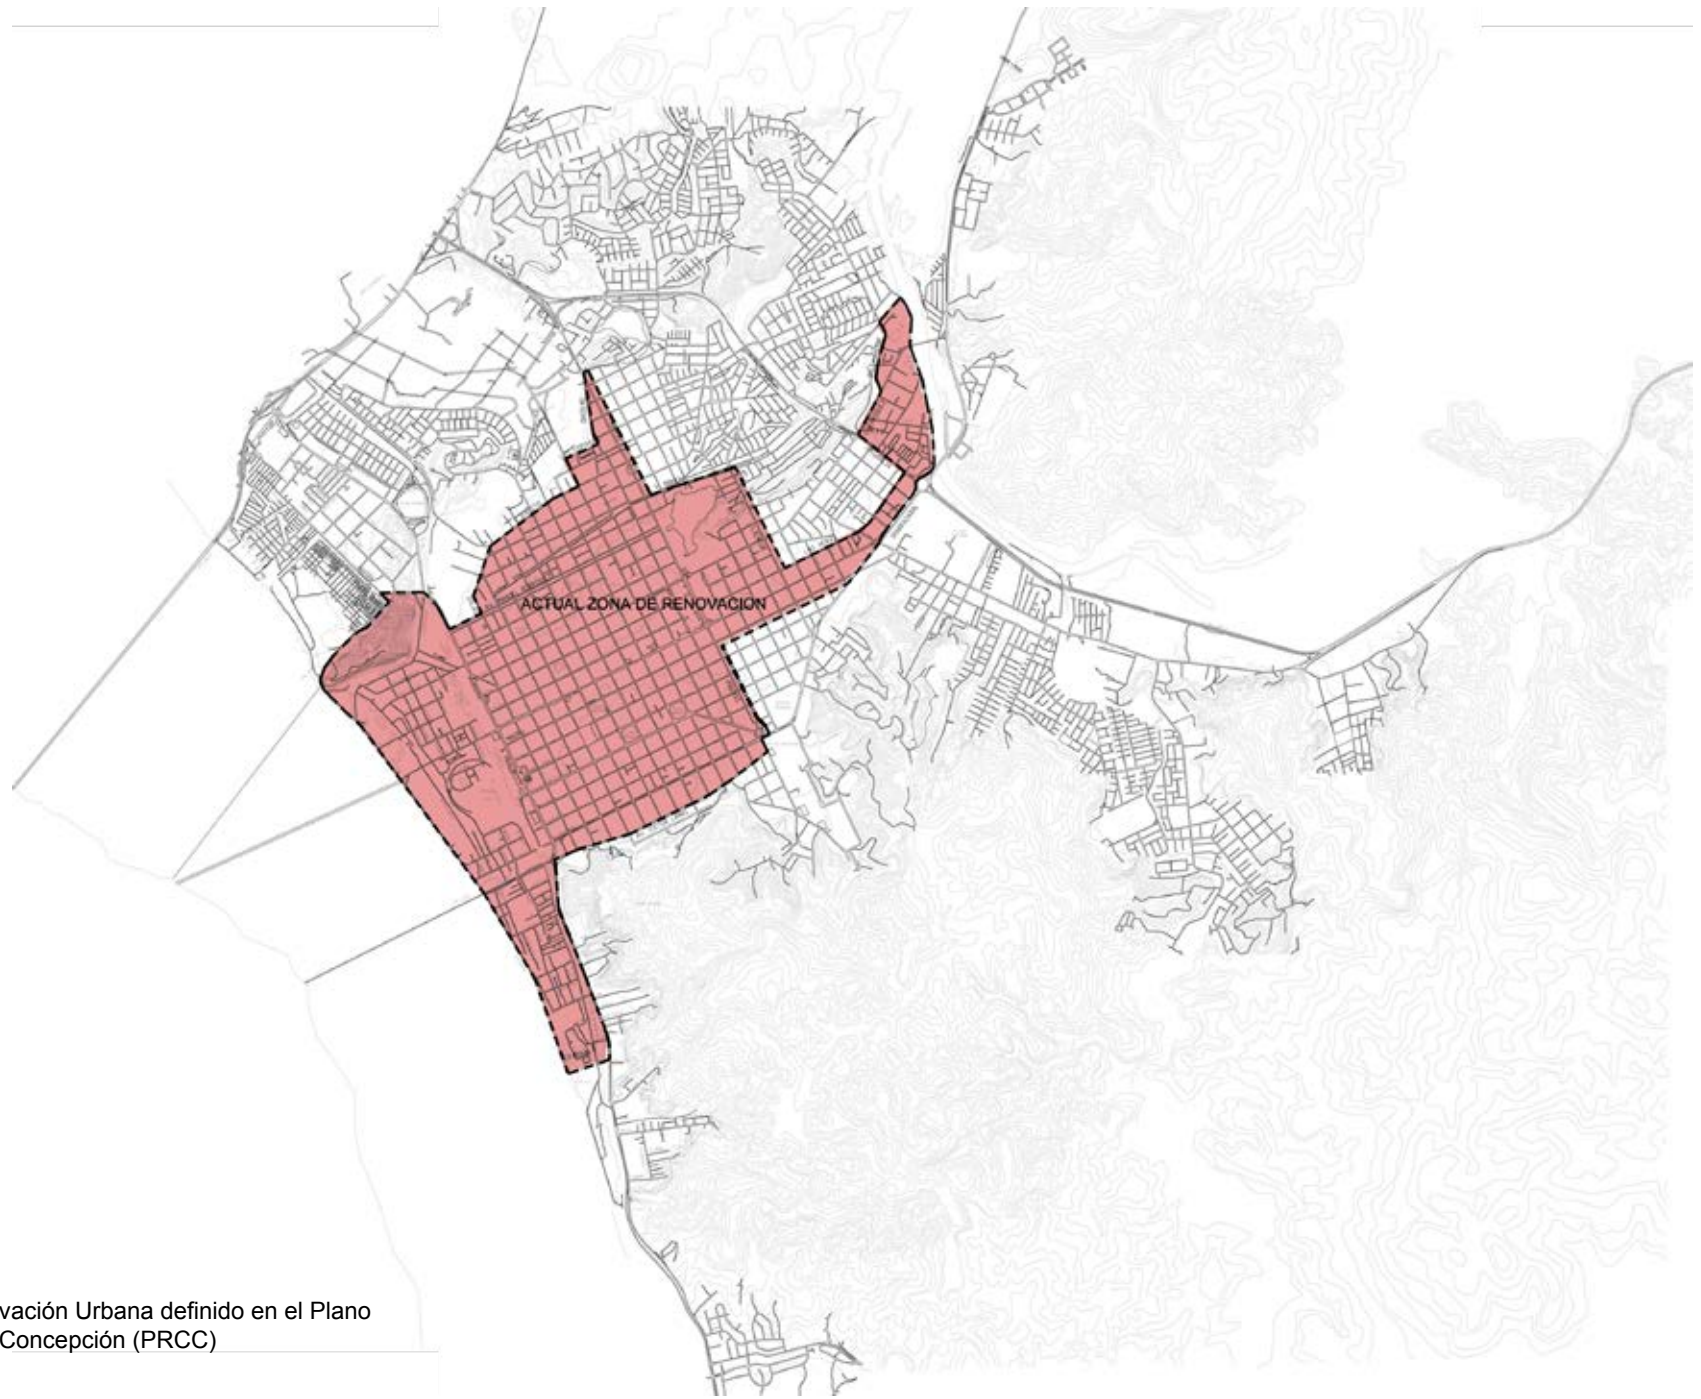 ACTUAL ZONA DE RENOVACION
vación Urbana definido en el Plano
Concepción (PRCC)